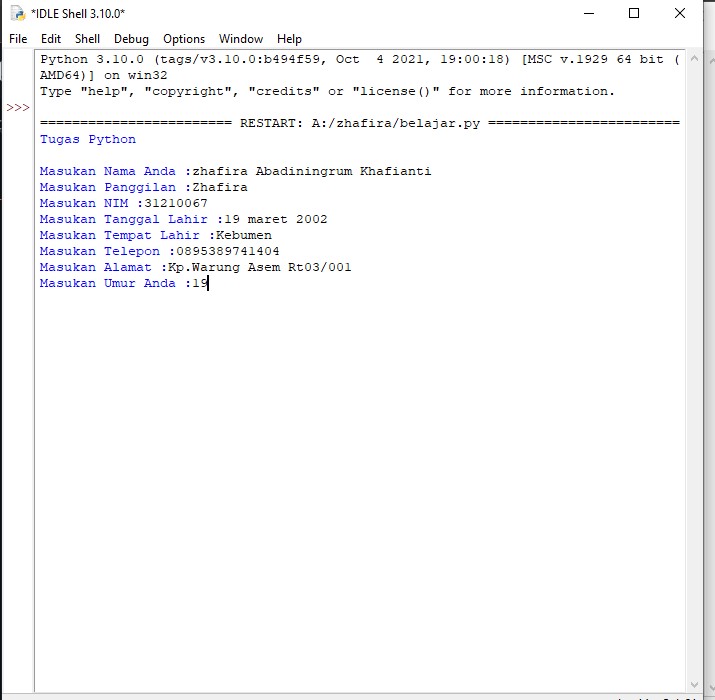 *IDLE Shell 3.10.0*
File Edit Shell Debug Options Window Help
Python 3.10.0 (tags/v3.10.0:b494f59, Oct  4 2021, 19:00:18) [MSC v.1929 64 bit (
AMD64)] on win32
Type "help", "copyright", "credits" or "license()" for more information.
>>>
======================== RESTART: A:/zhafira/belajar.py ========================
Tugas Python
Masukan Nama Anda :zhafira Abadiningrum Khafianti
Masukan Panggilan :Zhafira
Masukan NIM :31210067
Masukan Tanggal Lahir :19 maret 2002
Masukan Tempat Lahir :Kebumen
Masukan Telepon :0895389741404
Masukan Alamat :Kp.Warung Asem Rt03/001
Masukan Umur Anda :19